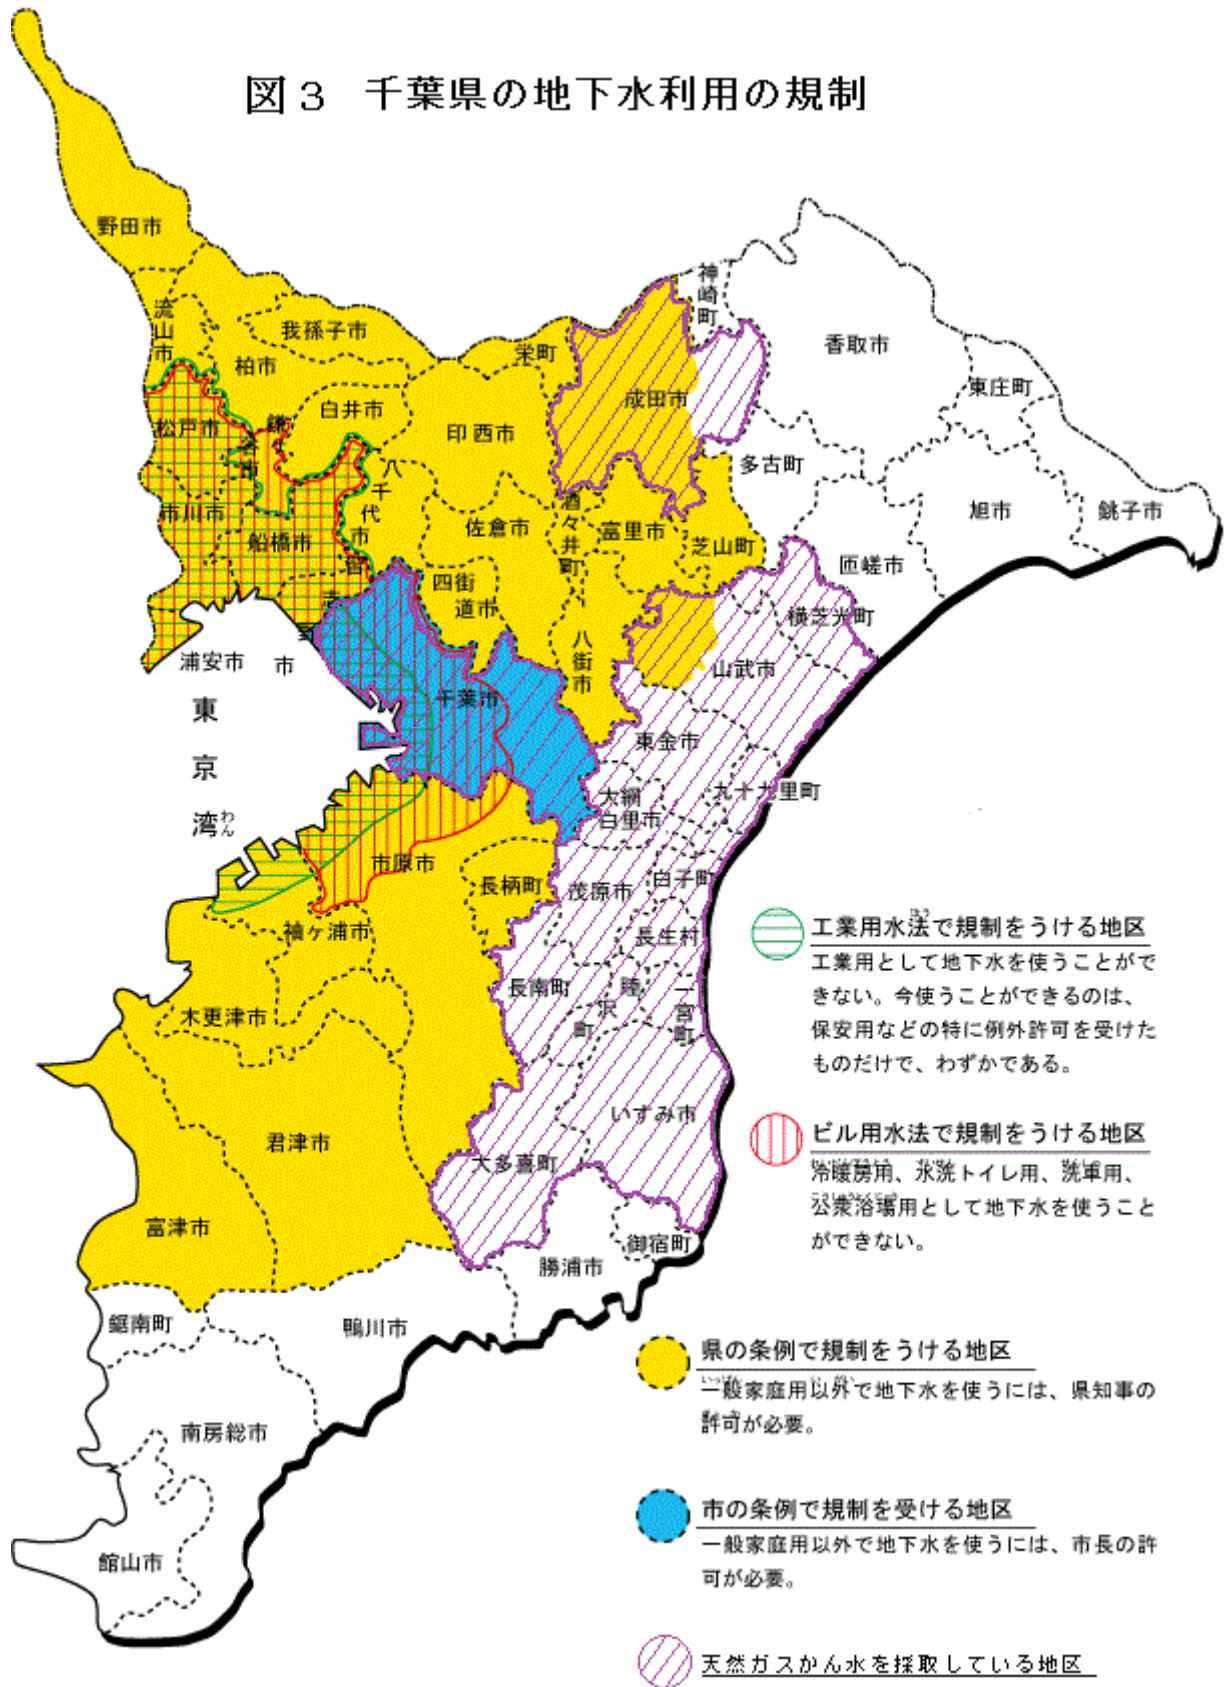 図３　千葉県の地下水利用の規制
野田市
流山市
我孫子市
柏市
白井市
栄町
印西市
成田市
神崎町
香取市
東庄町
松戸市
鎌ケ谷市
市川市
船橋市
八千代市
習志野市
佐倉市
酒々井町
富里市
芝山町
多古町
旭市
銚子市
匝嵯市
四街
道市
八街市
横芝光町
山武市
浦安市
千葉市
東金市
九十九里町
大網
白里市
東京湾
わん
市原市
長柄町
茂原市
白子町
長生村
袖ヶ浦市
長南町
睦沢町
一宮町
木更津市
いすみ市
君津市
大多喜町
富津市
御宿町
勝浦市
鋸南町
鴨川市
南房総市
館山市
工業用水法で規制をうける地区
工業用として地下水を使うことがで
きない。今使うことができるのは、
保安用などの特に例外許可を受けた
ものだけで、わずかである。
ビル用水法で規制をうける地区
冷暖房用、水洗トイレ用、洗車用、
公衆浴場用として地下水を使うこと
ができない。
県の条例で規制をうける地区
一般家庭用以外で地下水を使うには、県知事の
許可が必要。
市の条例で規制を受ける地区
一般家庭用以外で地下水を使うには、市長の許
可が必要。
天然ガスかん水を採取している地区